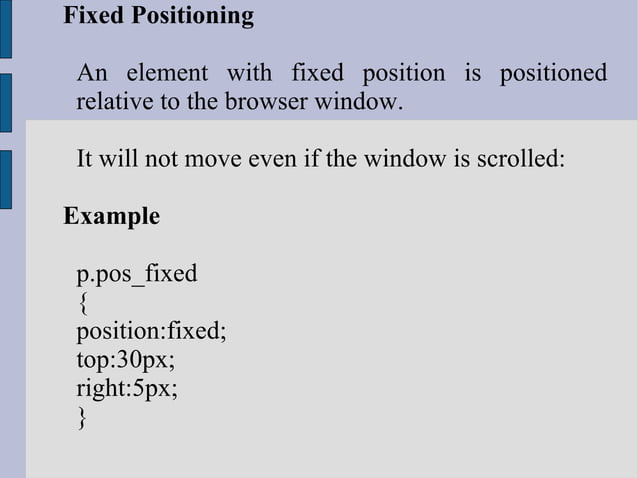 Fixed Positioning
An element with fixed position is positioned
relative to the browser window.
It will not move even if the window is scrolled:
Example
p.pos_fixed
{
position:fixed;
top:30px;
right:5px;
}